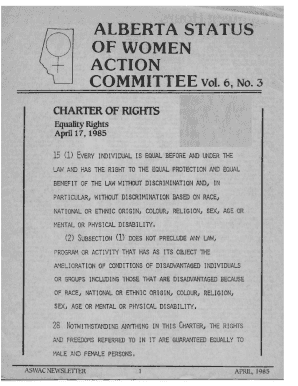 ALBERTA STATUS
OF WOMEN
ACTION
COMMITTEE Vol. 6, No. 3
CHARTER OF RIGHTS
Equality Rights
April 17, 1985
15 (1) EVERY INDIVIDUAL IS EQUAL BEFORE AND UNDER THE
LAW AND HAS THE RIGHT TO THE EQUAL PROTECTION AND EQUAL
BENEFIT OF THE LAW WITHOUT DISCRIMINATION AND, IN
PARTICULAR, WITHOUT DISCRIMINATION BASED ON RACE,
NATIONAL OR ETHNIC ORIGIN, COLOUR, RELIGION, SEX, AGE OR
MENTAL OR PHYSICAL DISABILITY.
(2) SUBSECTION (1) DOES NOT PRECLUDE ANY LAW,
PROGRAM OR ACTIVITY THAT HAS AS ITS OBJECT THE
AMELIORATION OF CONDITIONS OF DISADVANTAGED INDIVIDUALS
OR GROUPS INCLUDING THOSE THAT ARE DISADVANTAGED BECAUSE
OF RACE, NATIONAL OR ETHNIC ORIGIN, COLOUR, RELIGION,
SEX, AGE OR MENTAL OR PHYSICAL DISABILITY.
28 NOTWITHSTANDING ANYTHING IN THIS CHARTER, THE RIGHTS
AND FREEDOMS REFERRED TO IN IT ARE GUARANTEED EQUALLY TO
MALE AND FEMALE PERSONS.
ASWAC NEWSLETTER 1 APRIL, 1985